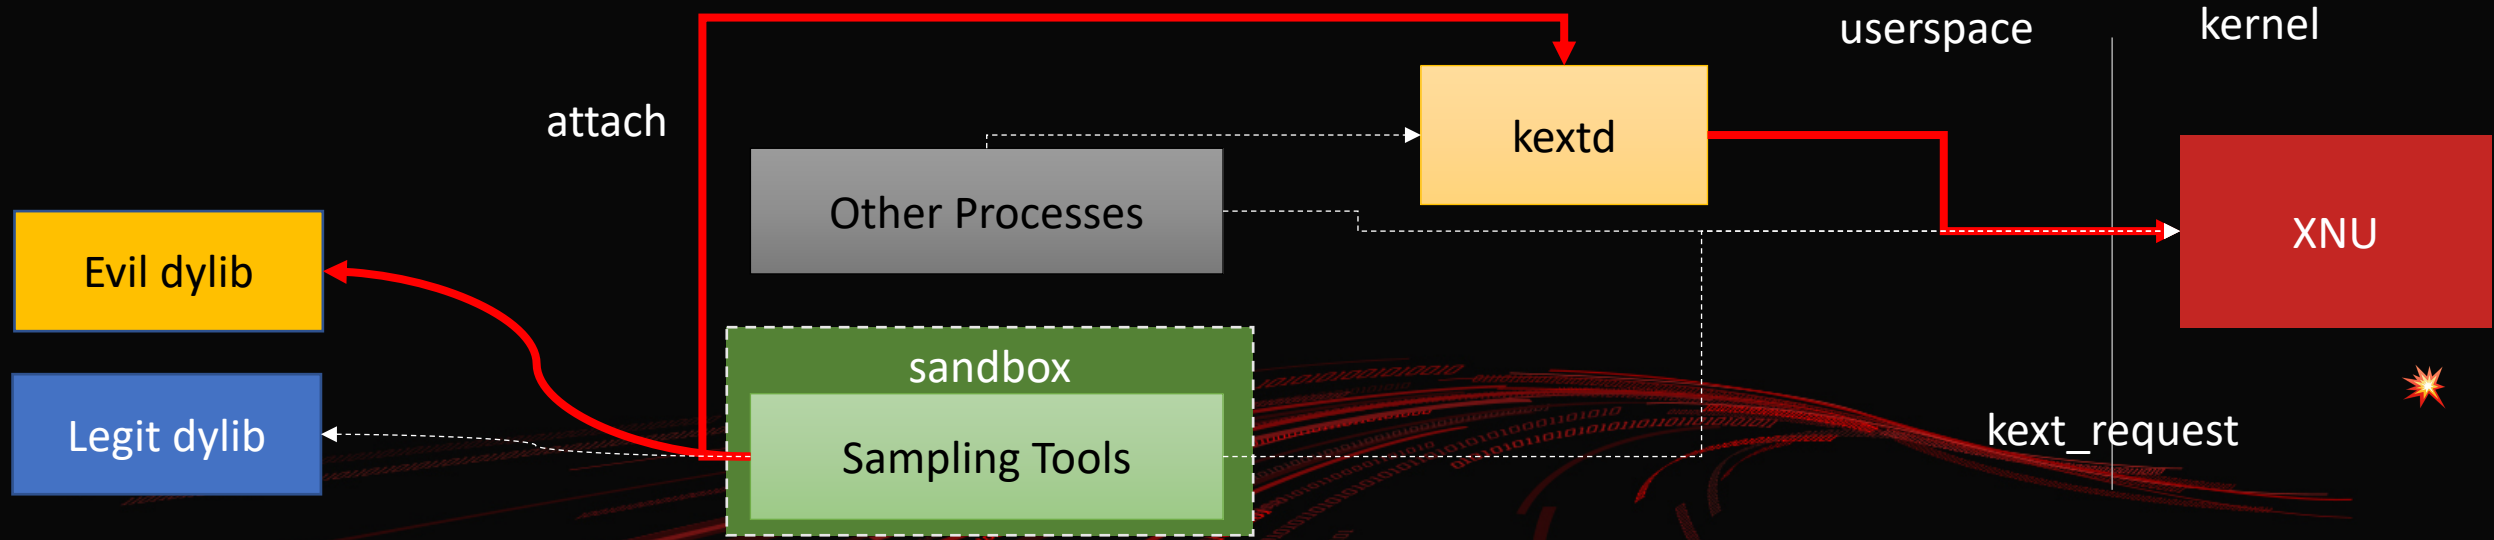 userspace
kernel
attach
kextd
Other Processes
XNU
Evil dylib
sandbox
Legit dylib
Sampling Tools
kext_request